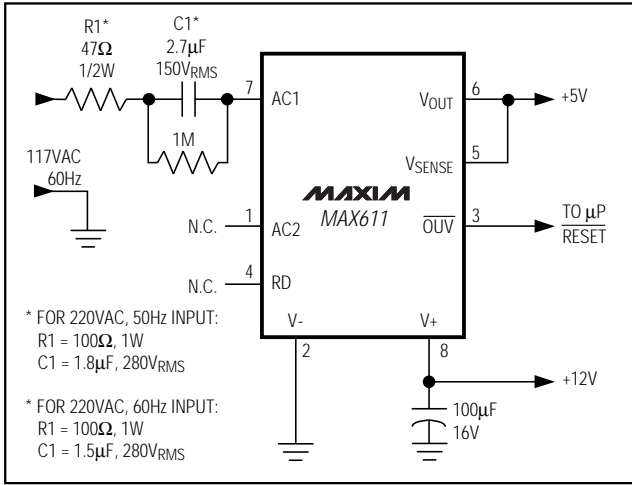 R1*
47Ω
1/2W
C1*
2.7µF
150VRMS
1M
117VAC
60Hz
7
AC1
N.C.
1
AC2
N.C.
4
RD
MAXIM
MAX611
VOUT
6
+5V
VSENSE
5
OUV
3
TO µP
RESET
V-
2
V+
8
+12V
100µF
16V
* FOR 220VAC, 50Hz INPUT:
R1 = 100Ω, 1W
C1 = 1.8µF, 280VRMS
* FOR 220VAC, 60Hz INPUT:
R1 = 100Ω, 1W
C1 = 1.5µF, 280VRMS